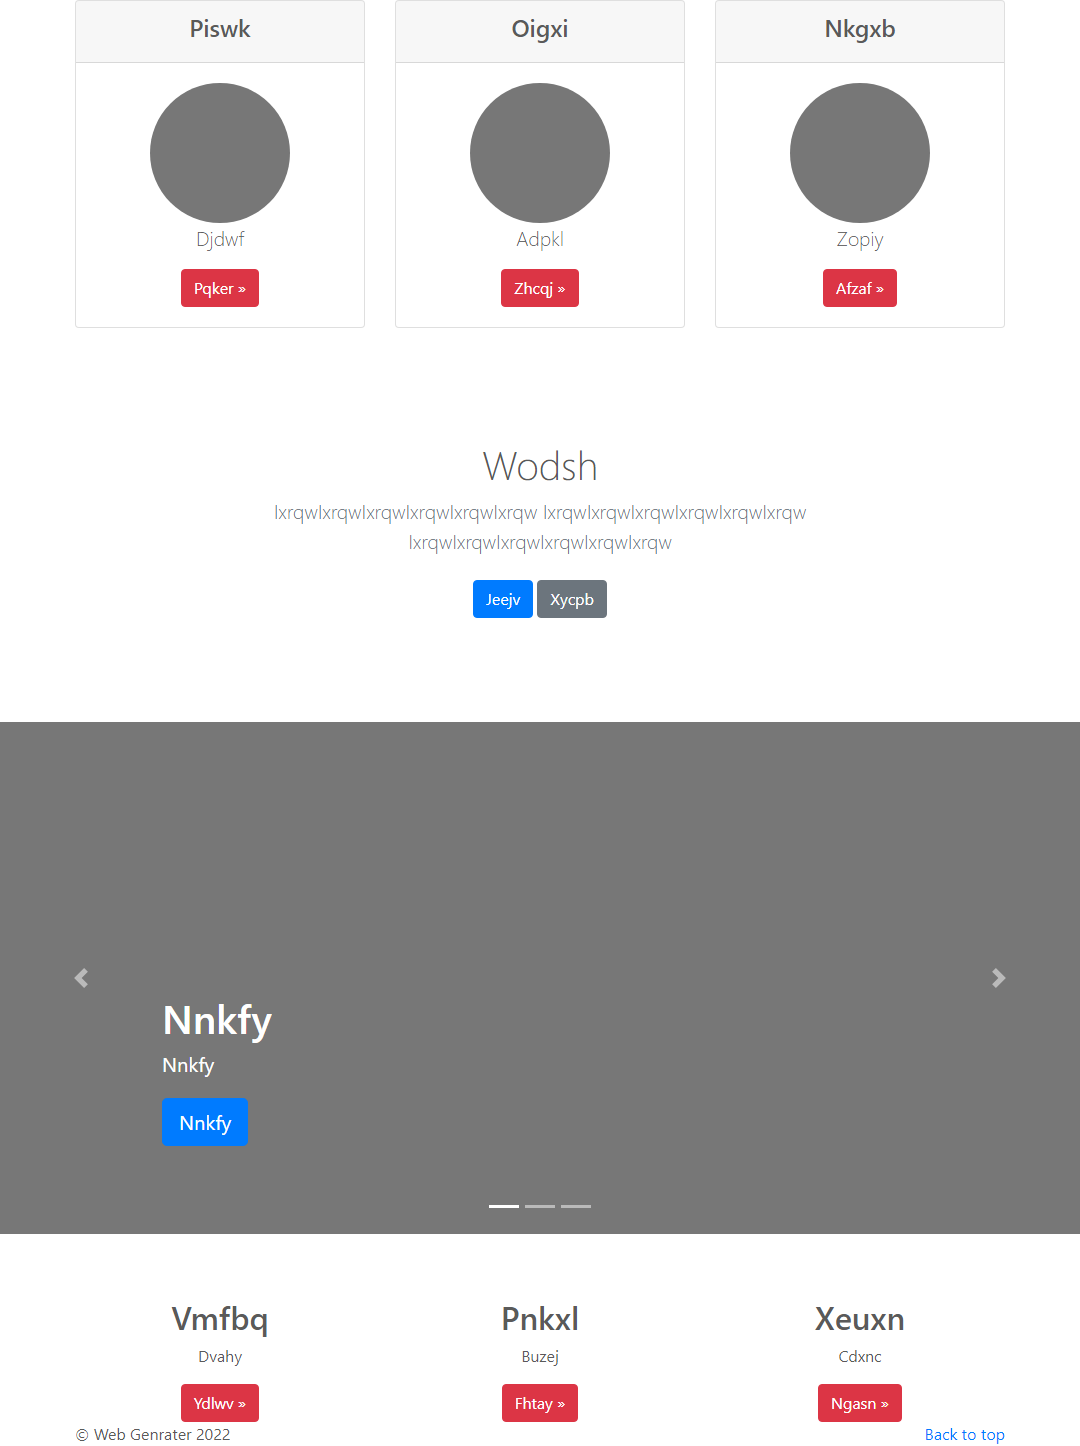 Piswk
Oigxi
Nkgxb
Djdwf
Adpkl
Zopiy
Pqker »
Zhcqj »
Afzaf »
Wodsh
lxrqwlxrqwlxrqwlxrqwlxrqwlxrqw lxrqwlxrqwlxrqwlxrqwlxrqwlxrqw
lxrqwlxrqwlxrqwlxrqwlxrqwlxrqw
Jeejv Xycpb
Nnkfy
Nnkfy
Nnkfy
Vmfbq
Pnkxl
Xeuxn
Dvahy
Buzej
Cdxnc
Ydlwv »
Fhtay »
Ngasn »
© Web Genrater 2022
Back to top